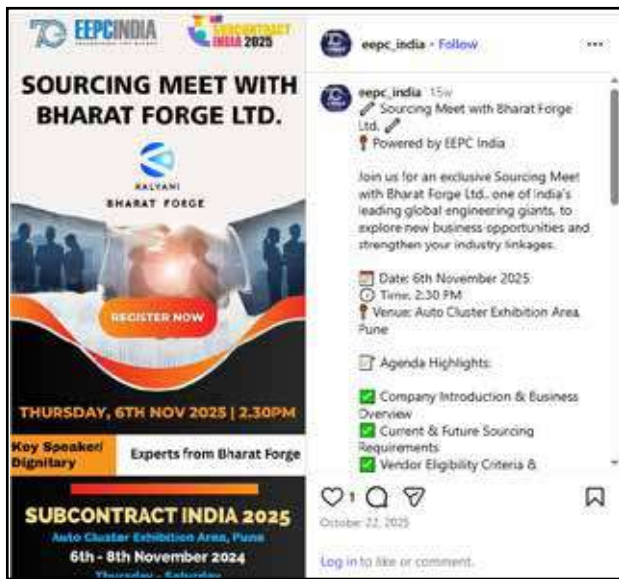 70 EEPCINDIA
SUBCONTRACT
INDIA 2025
SOURCING MEET WITH
BHARAT FORGE LTD.
KALYANI
BHARAT FORGE
REGISTER NOW
THURSDAY, 6TH NOV 2025 | 2.30PM
Key Speaker/
Dignitary
Experts from Bharat Forge
SUBCONTRACT INDIA 2025
Auto Cluster Exhibition Area, Pune
6th - 8th November 2024
Thursday - Saturday
eepc_india • Follow
eepc_india 15w
Sourcing Meet with Bharat Forge
Ltd.
Powered by EEPC India
Join us for an exclusive Sourcing Meet
with Bharat Forge Ltd., one of India's
leading global engineering giants, to
explore new business opportunities and
strengthen your industry linkages.
Date: 6th November 2025
Time: 2:30 PM
Venue: Auto Cluster Exhibition Area,
Pune
Agenda Highlights:
Company Introduction & Business
Overview
Current & Future Sourcing
Requirements
Vendor Eligibility Criteria &
1
October 22, 2025
Log in to like or comment.